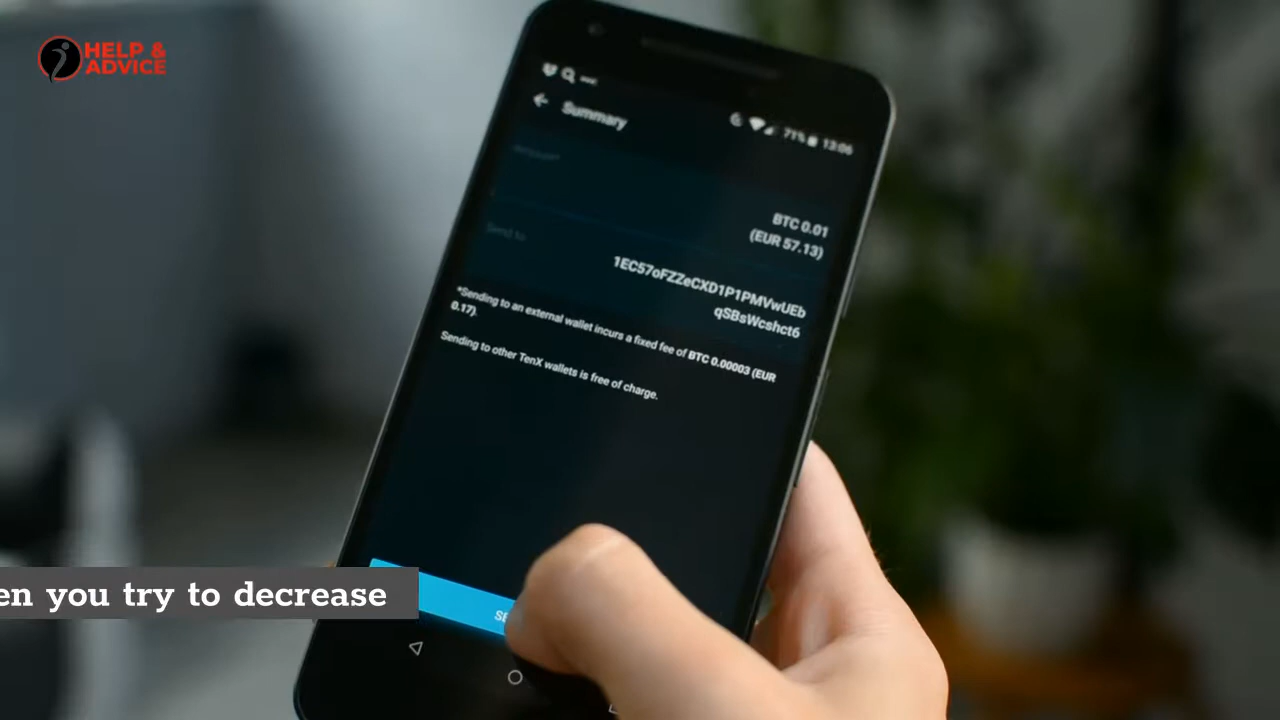 HELP &
ADVICE
Summary
71% 13:06
BTC 0.01
(EUR 57.13)
Send to
1EC57oFZZeCXD1P1PMVwUEb
qSBsWcshct6
*Sending to an external wallet incurs a fixed fee of BTC 0.00003 (EUR
0.17).
Sending to other TenX wallets is free of charge.
en you try to decrease